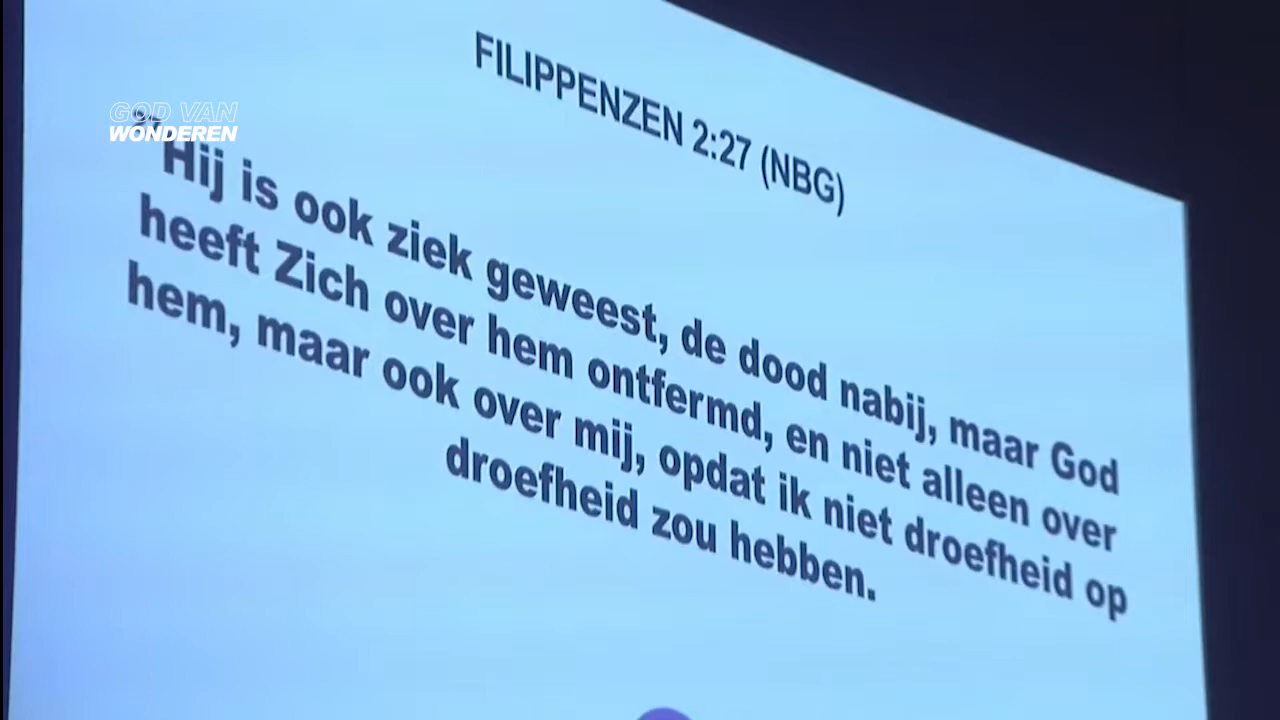 GOD VAN
WONDEREN
FILIPPENZEN 2:27 (NBG)
"Hij is ook ziek geweest, de dood nabij, maar God
heeft Zich over hem ontfermd, en niet alleen over
hem, maar ook over mij, opdat ik niet droefheid op
droefheid zou hebben.